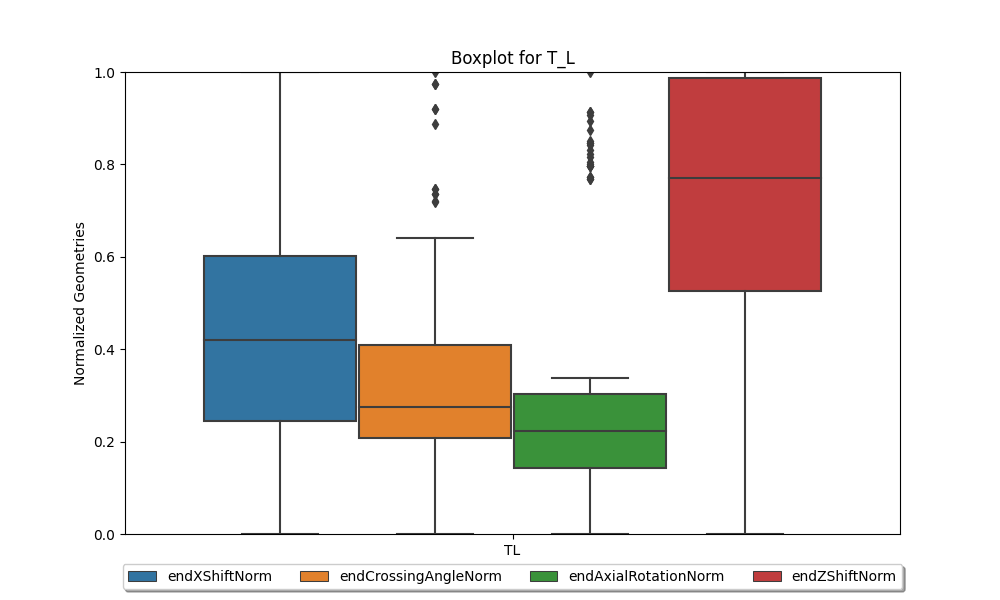 Boxplot for T_L
1.0
0.8
0.6
0.4
0.2
0.0
Normalized Geometries
TL
endXShiftNorm endCrossingAngleNorm endAxialRotationNorm endZShiftNorm